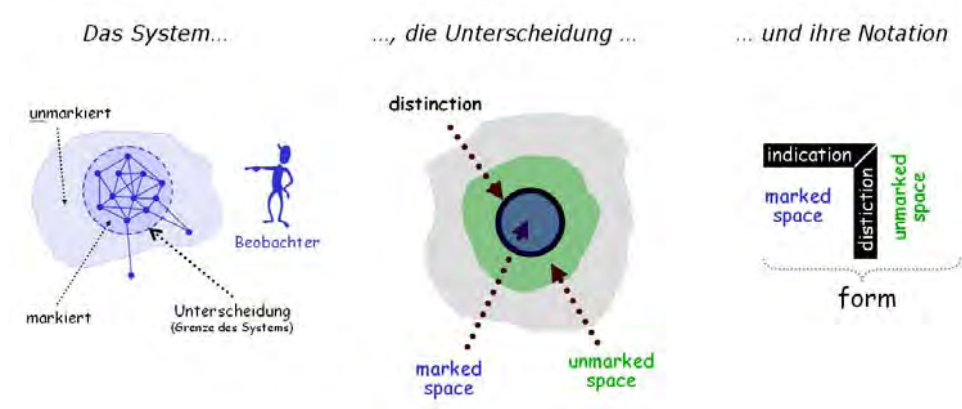 Das System...
..., die Unterscheidung ...
... und ihre Notation
unmarkiert
Beobachter
markiert
Unterscheidung
(Grenze des Systems)
distinction
marked
space
unmarked
space
indication
distiction
marked
space
unmarked
space
form